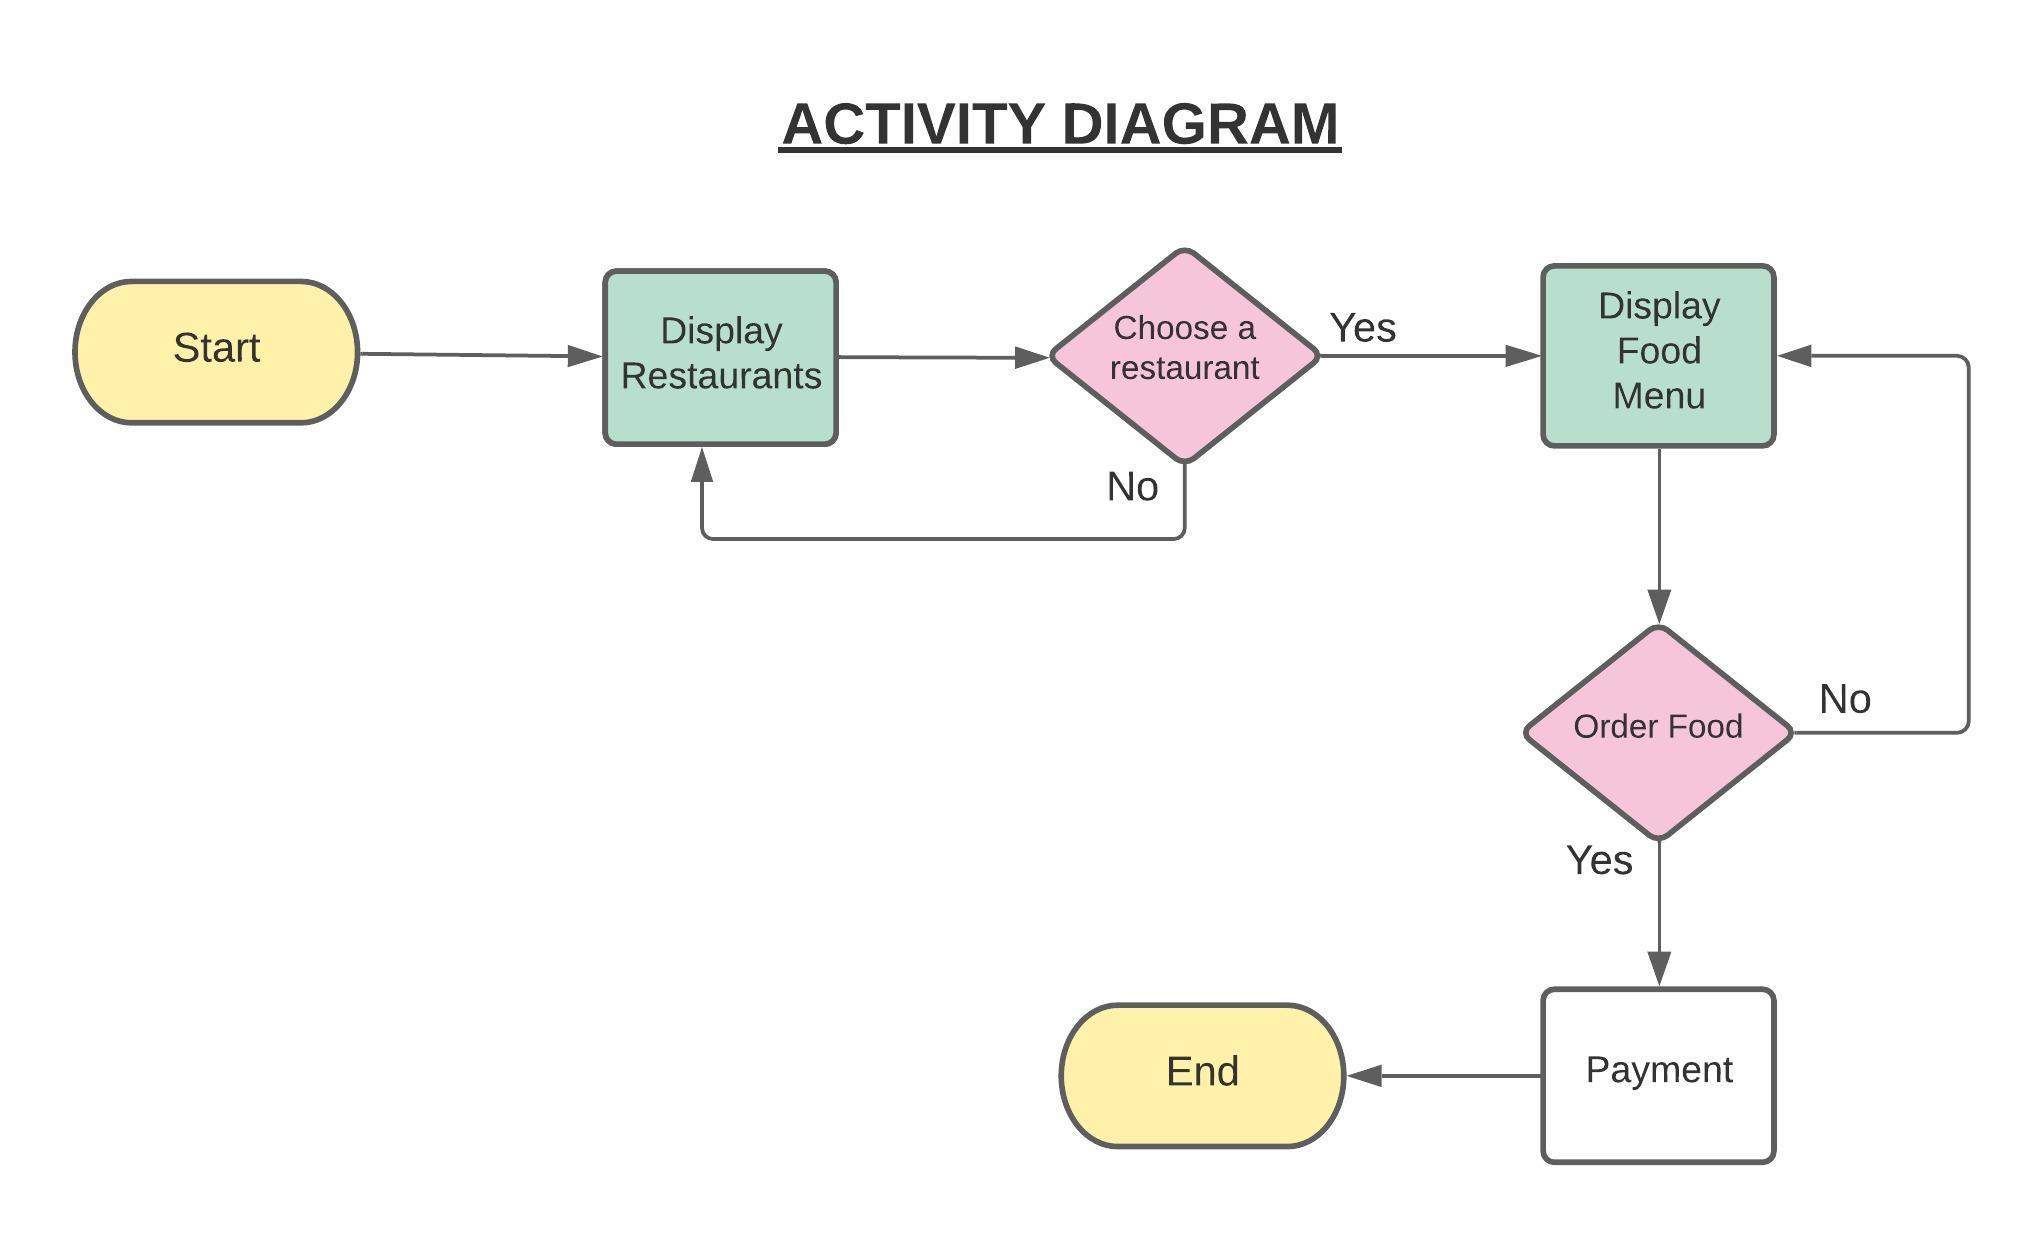 ACTIVITY DIAGRAM
Start
Display
Restaurants
Choose a
restaurant
Yes
No
Display
Food
Menu
Order Food
No
Yes
Payment
End